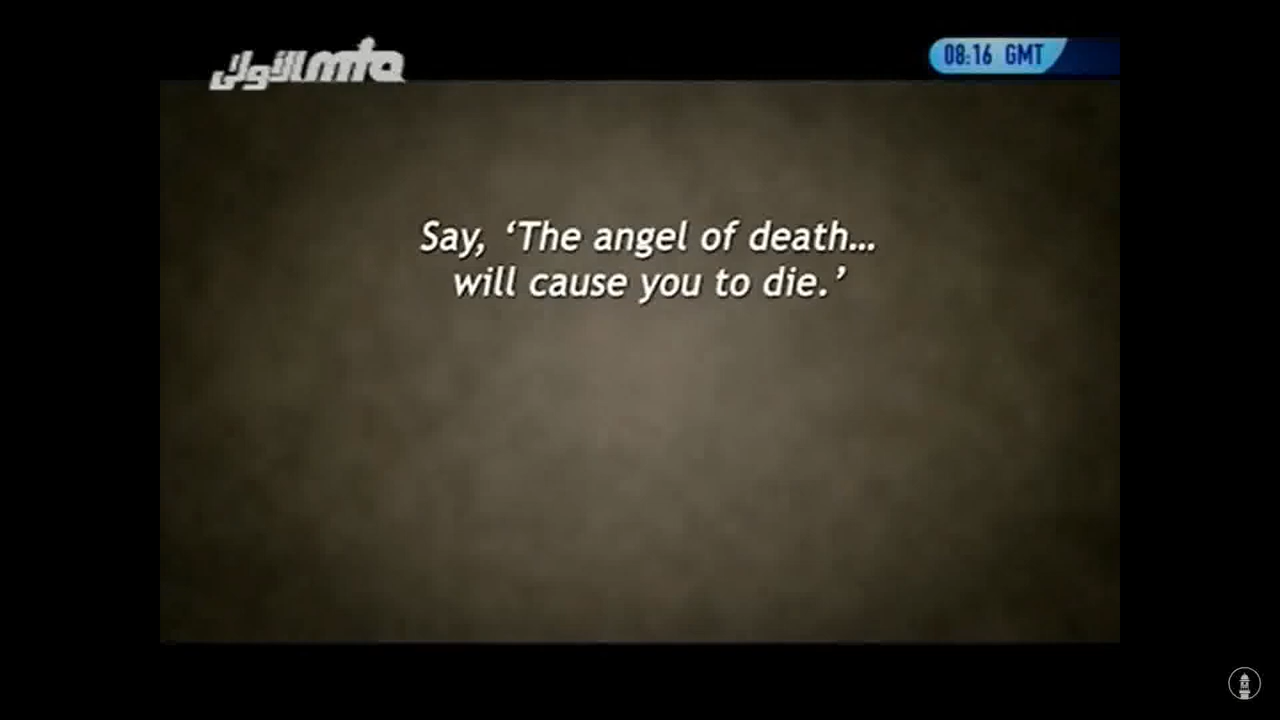 mta الأولى
08:16 GMT
Say, ‘The angel of death...
will cause you to die.’